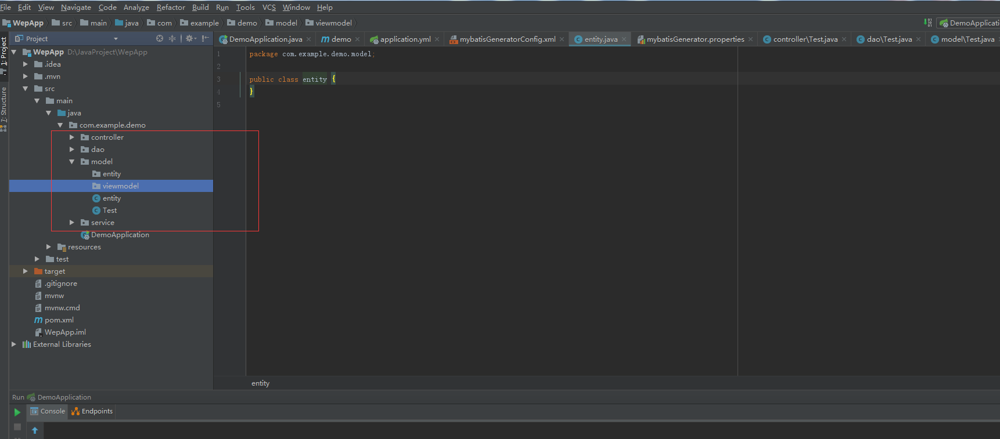 File Edit View Navigate Code Analyze Refactor Build Run Tools VCS Window Help
WepApp src main java com example demo model viewmodel DemoApplicati
Project DemoApplication.java demo application.yml mybatisGeneratorConfig.xml entity.java mybatisGenerator.properties controller\Test.java dao\Test.java model\Test.java
1: Project
7: Structure
WepApp D:\JavaProject\WepApp
.idea
.mvn
src
main
java
com.example.demo
controller
dao
model
entity
viewmodel
entity
Test
service
DemoApplication
resources
test
target
.gitignore
mvnw
mvnw.cmd
pom.xml
WepApp.iml
External Libraries
1 package com.example.demo.model;
2
3 public class entity {
4 }
5
entity
Run DemoApplication
Console Endpoints